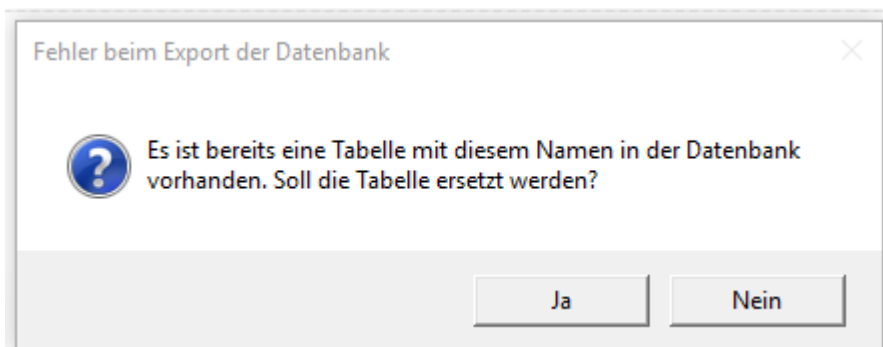 Fehler beim Export der Datenbank
Es ist bereits eine Tabelle mit diesem Namen in der Datenbank
vorhanden. Soll die Tabelle ersetzt werden?
Ja
Nein